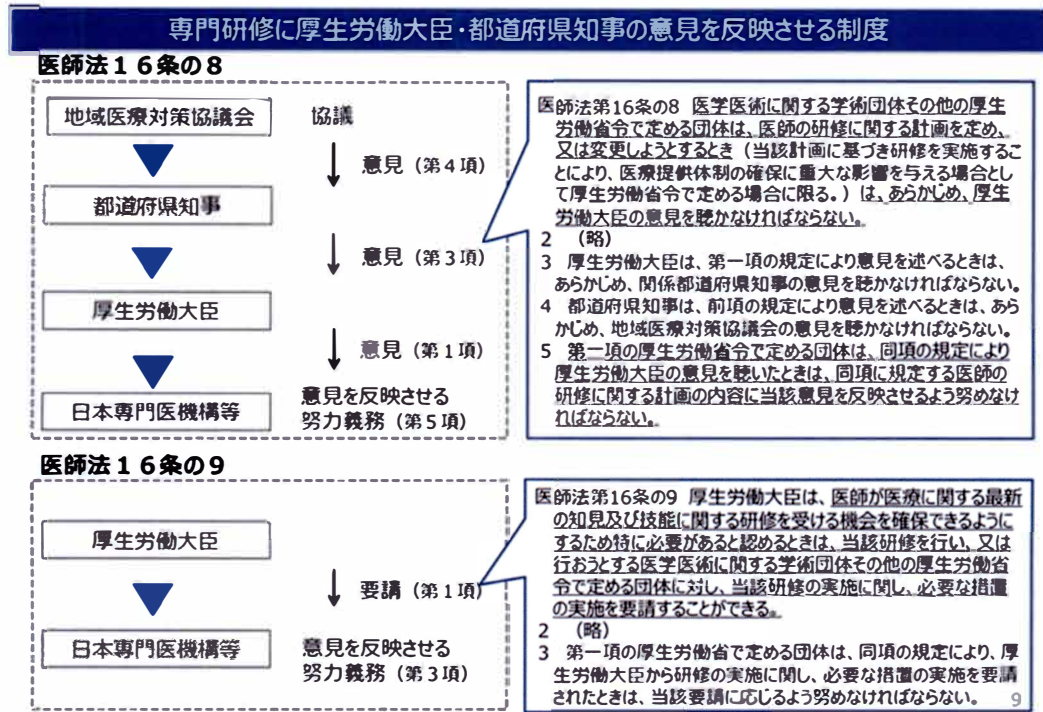 専門研修に厚生労働大臣・都道府県知事の意見を反映させる制度
医師法16条の8
地域医療対策協議会
協議
意見(第4項)
都道府県知事
意見(第3項)
厚生労働大臣
意見(第1項)
日本専門医機構等
意見を反映させる
努力義務(第5項)
医師法第16条の8 医学医術に関する学術団体その他の厚生
労働省令で定める団体は、医師の研修に関する計画を定め、
又は変更しようとするとき(当該計画に基づき研修を実施するこ
とにより、医療提供体制の確保に重大な影響を与える場合とし
て厚生労働省令で定める場合に限る。)は、あらかじめ、厚生
労働大臣の意見を聴かなければならない。
2 (略)
3 厚生労働大臣は、第一項の規定により意見を述べるときは、
あらかじめ、関係都道府県知事の意見を聴かなければならない。
4 都道府県知事は、前項の規定により意見を述べるときは、あら
かじめ、地域医療対策協議会の意見を聴かなければならない。
5 第一項の厚生労働省令で定める団体は、同項の規定により
厚生労働大臣の意見を聴いたときは、同項に規定する医師の
研修に関する計画の内容に当該意見を反映させるよう努めなけ
ればならない。
医師法16条の9
厚生労働大臣
要請(第1項)
日本専門医機構等
意見を反映させる
努力義務(第3項)
医師法第16条の9 厚生労働大臣は、医師が医療に関する最新
の知見及び技能に関する研修を受ける機会を確保できるように
するため特に必要があると認めるときは、当該研修を行い、又は
行おうとする医学医術に関する学術団体その他の厚生労働省
令で定める団体に対し、当該研修の実施に関し、必要な措置
の実施を要請することができる。
2 (略)
3 第一項の厚生労働省で定める団体は、同項の規定により、厚
生労働大臣から研修の実施に関し、必要な措置の実施を要請
されたときは、当該要請に応じるよう努めなければならない。
9